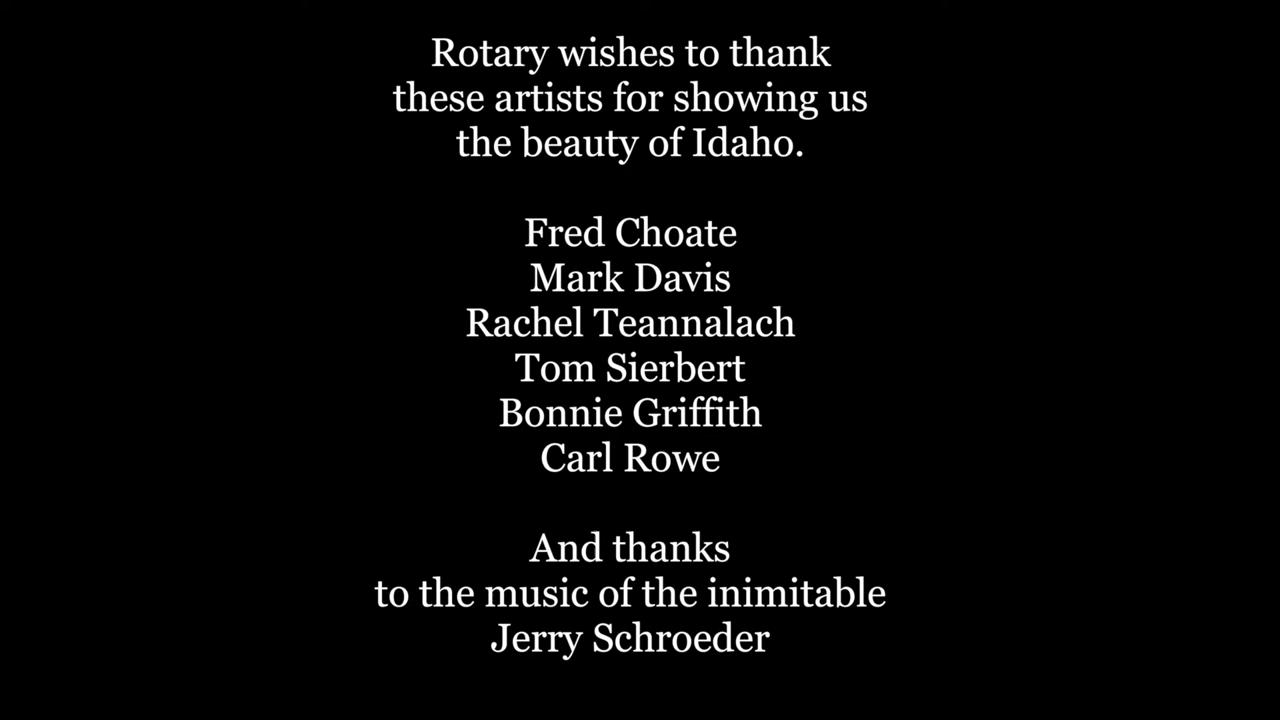 Rotary wishes to thank
these artists for showing us
the beauty of Idaho.
Fred Choate
Mark Davis
Rachel Teannalach
Tom Sierbert
Bonnie Griffith
Carl Rowe
And thanks
to the music of the inimitable
Jerry Schroeder